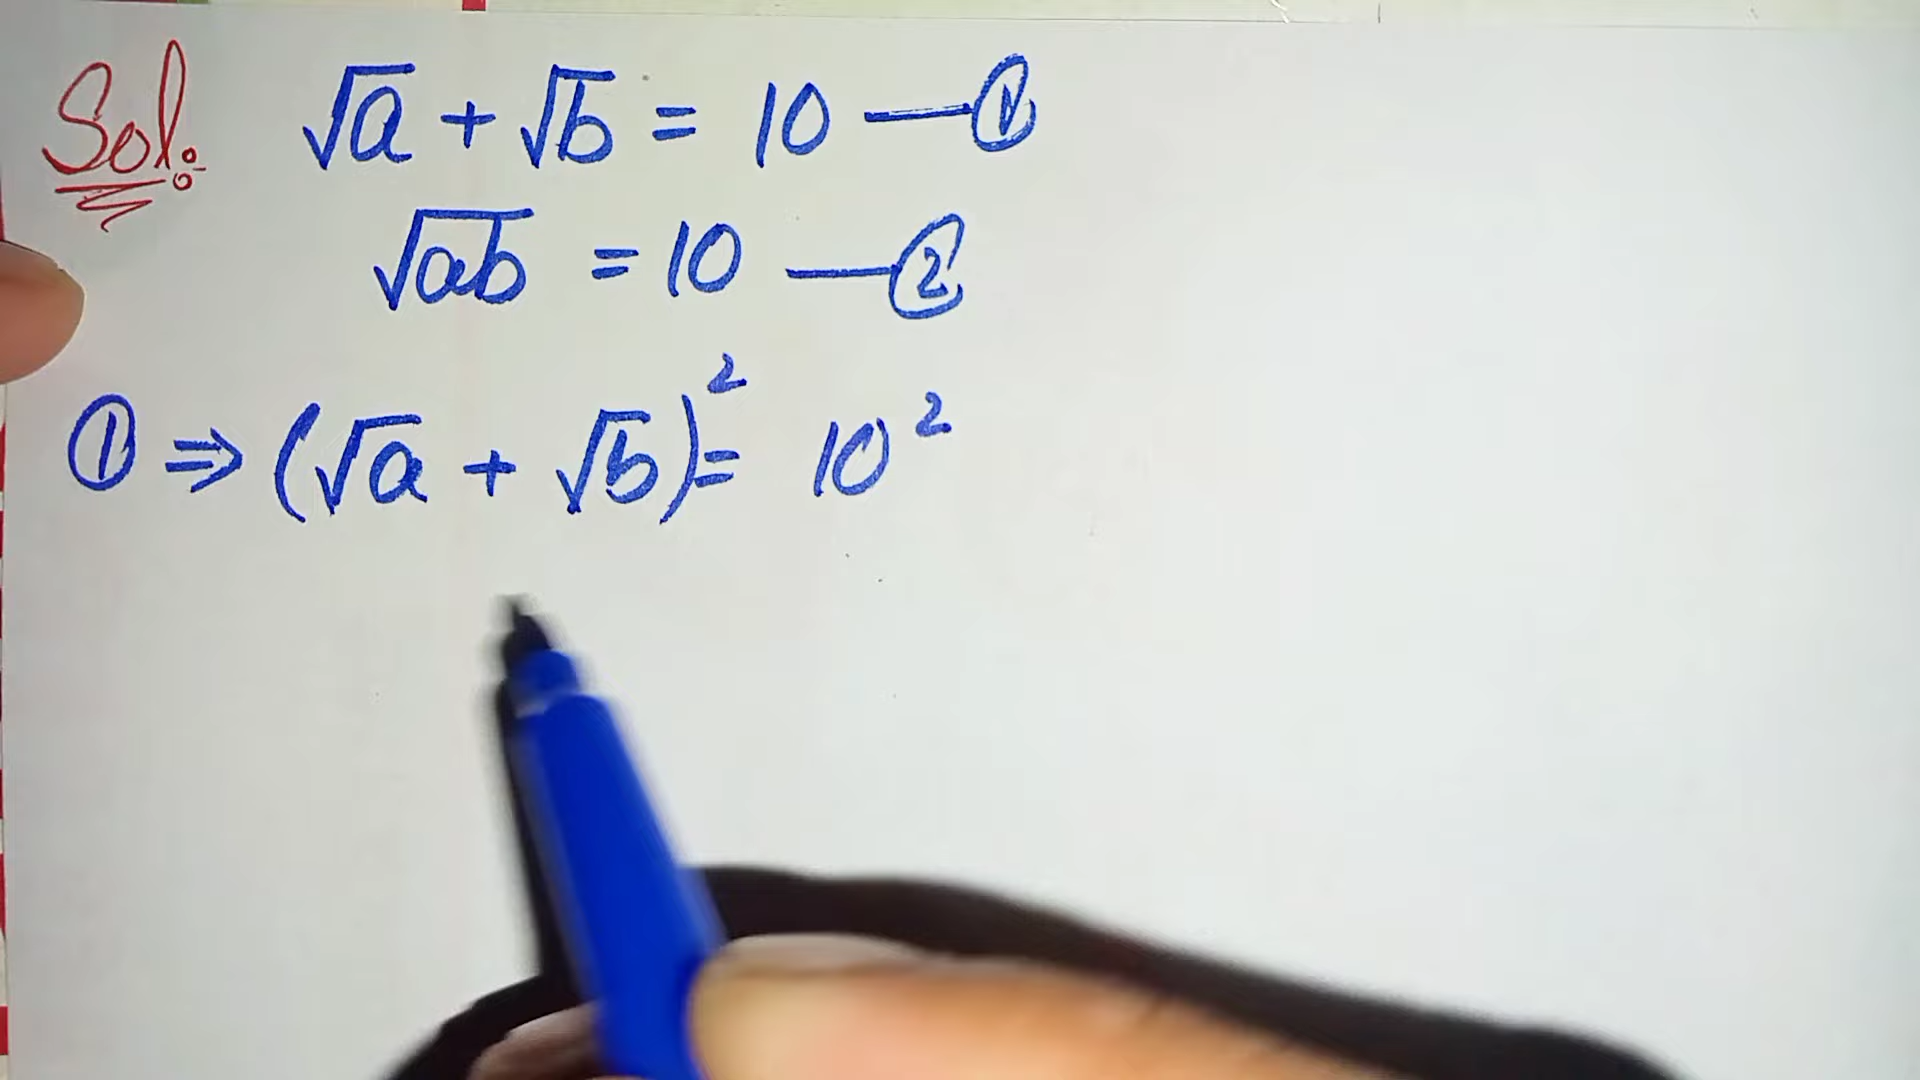 Sol:
√a + √b = 10 —①
√ab = 10 —②
① ⇒ (√a + √b)² = 10²